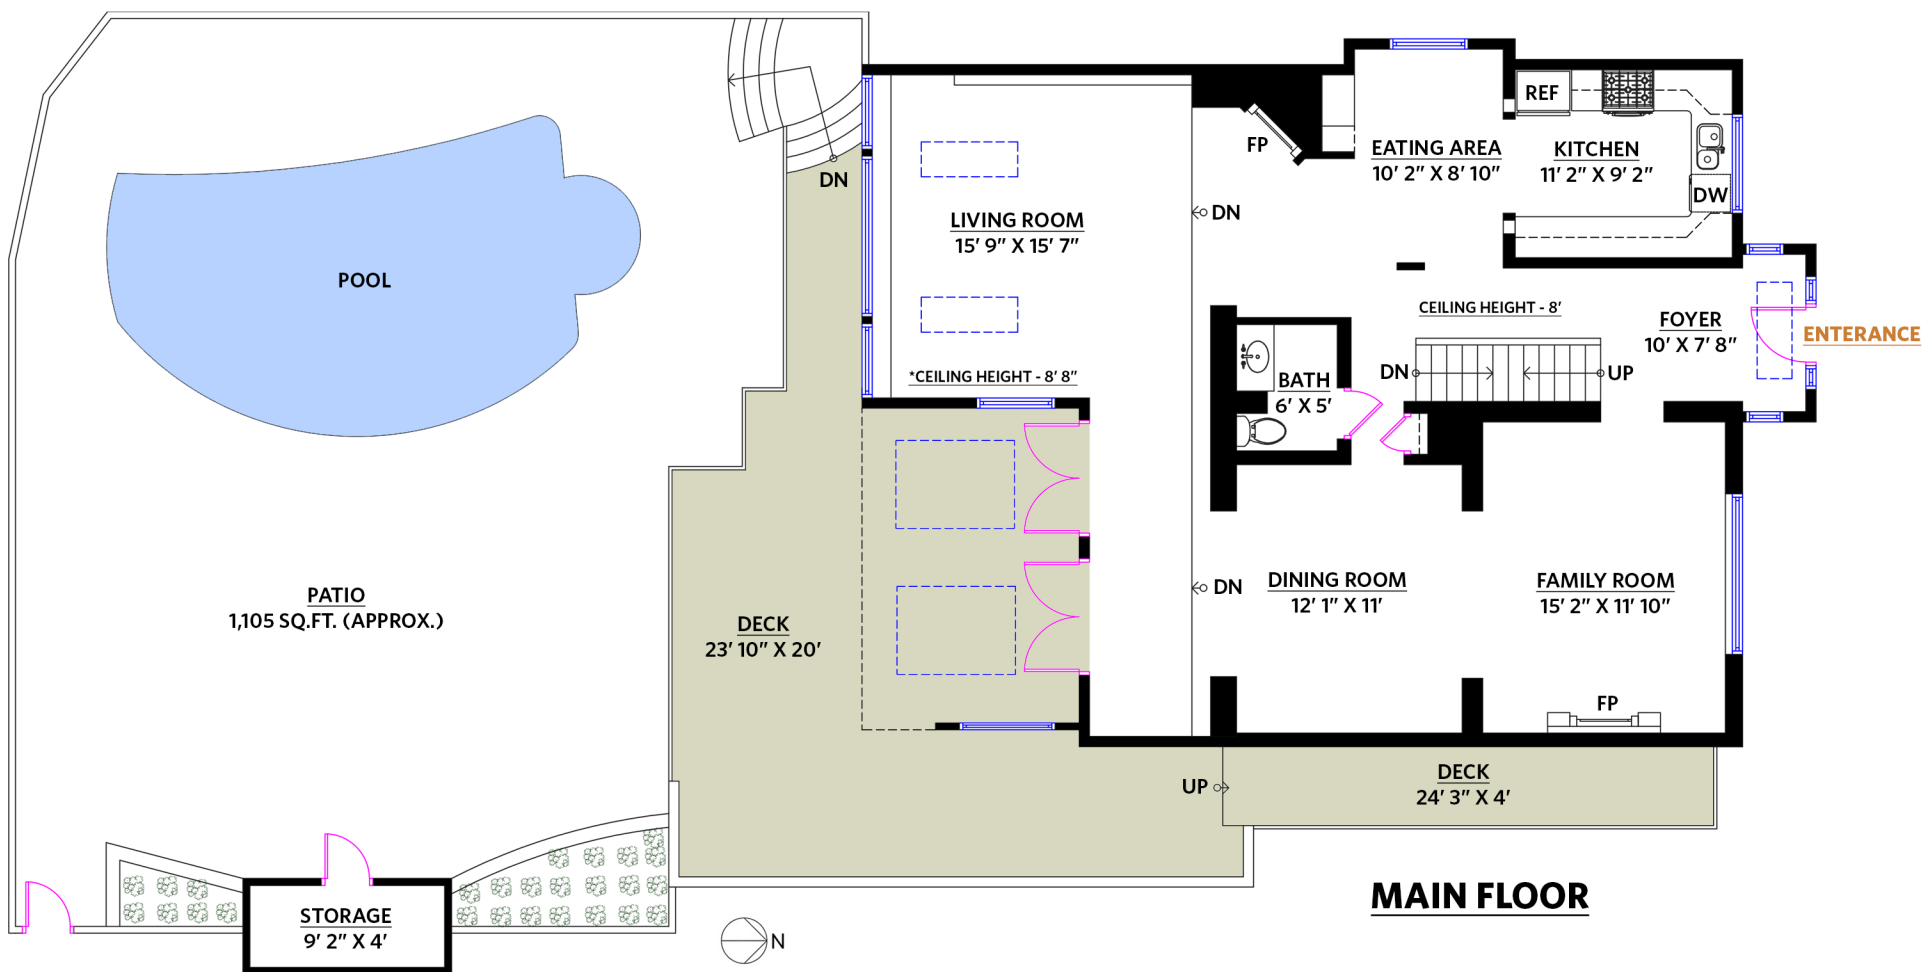 REF
FP
EATING AREA
10' 2" X 8' 10"
KITCHEN
11' 2" X 9' 2"
DN
DW
LIVING ROOM
15' 9" X 15' 7"
DN
POOL
CEILING HEIGHT - 8'
FOYER
10' X 7' 8"
ENTERANCE
*CEILING HEIGHT - 8' 8"
BATH
6' X 5'
DN
UP
PATIO
1,105 SQ.FT. (APPROX.)
DECK
23' 10" X 20'
DN
DINING ROOM
12' 1" X 11'
FAMILY ROOM
15' 2" X 11' 10"
FP
UP
DECK
24' 3" X 4'
MAIN FLOOR
STORAGE
9' 2" X 4'
N